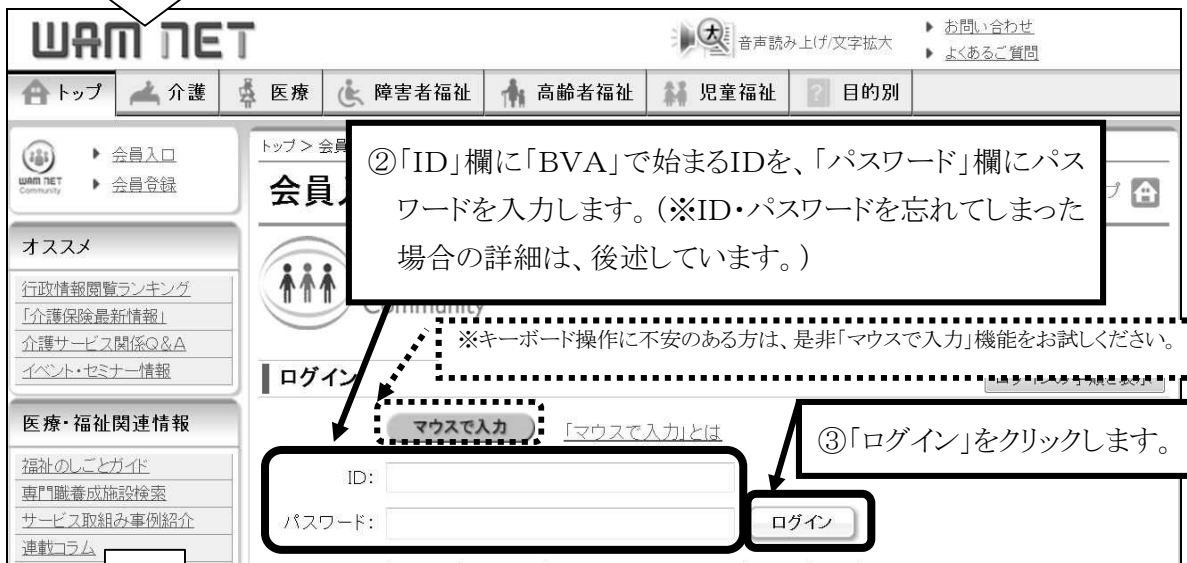 WAM NET
音声読み上げ/文字拡大
お問い合わせ
よくあるご質問
トップ
介護
医療
障害者福祉
高齢者福祉
児童福祉
目的別
会員入口
会員登録
WAM NET
Community
オススメ
行政情報閲覧ランキング
「介護保険最新情報」
介護サービス関係Q&A
イベント・セミナー情報
医療・福祉関連情報
福祉のしごとガイド
専門職養成施設検索
サービス取組み事例紹介
連載コラム
トップ > 会員
会員
②「ID」欄に「BVA」で始まるIDを、「パスワード」欄にパス
ワードを入力します。(※ID・パスワードを忘れてしまった
場合の詳細は、後述しています。)
Community
※キーボード操作に不安のある方は、是非「マウスで入力」機能をお試しください。
ログイン
マウスで入力
「マウスで入力」とは
③「ログイン」をクリックします。
ID:
パスワード:
ログイン